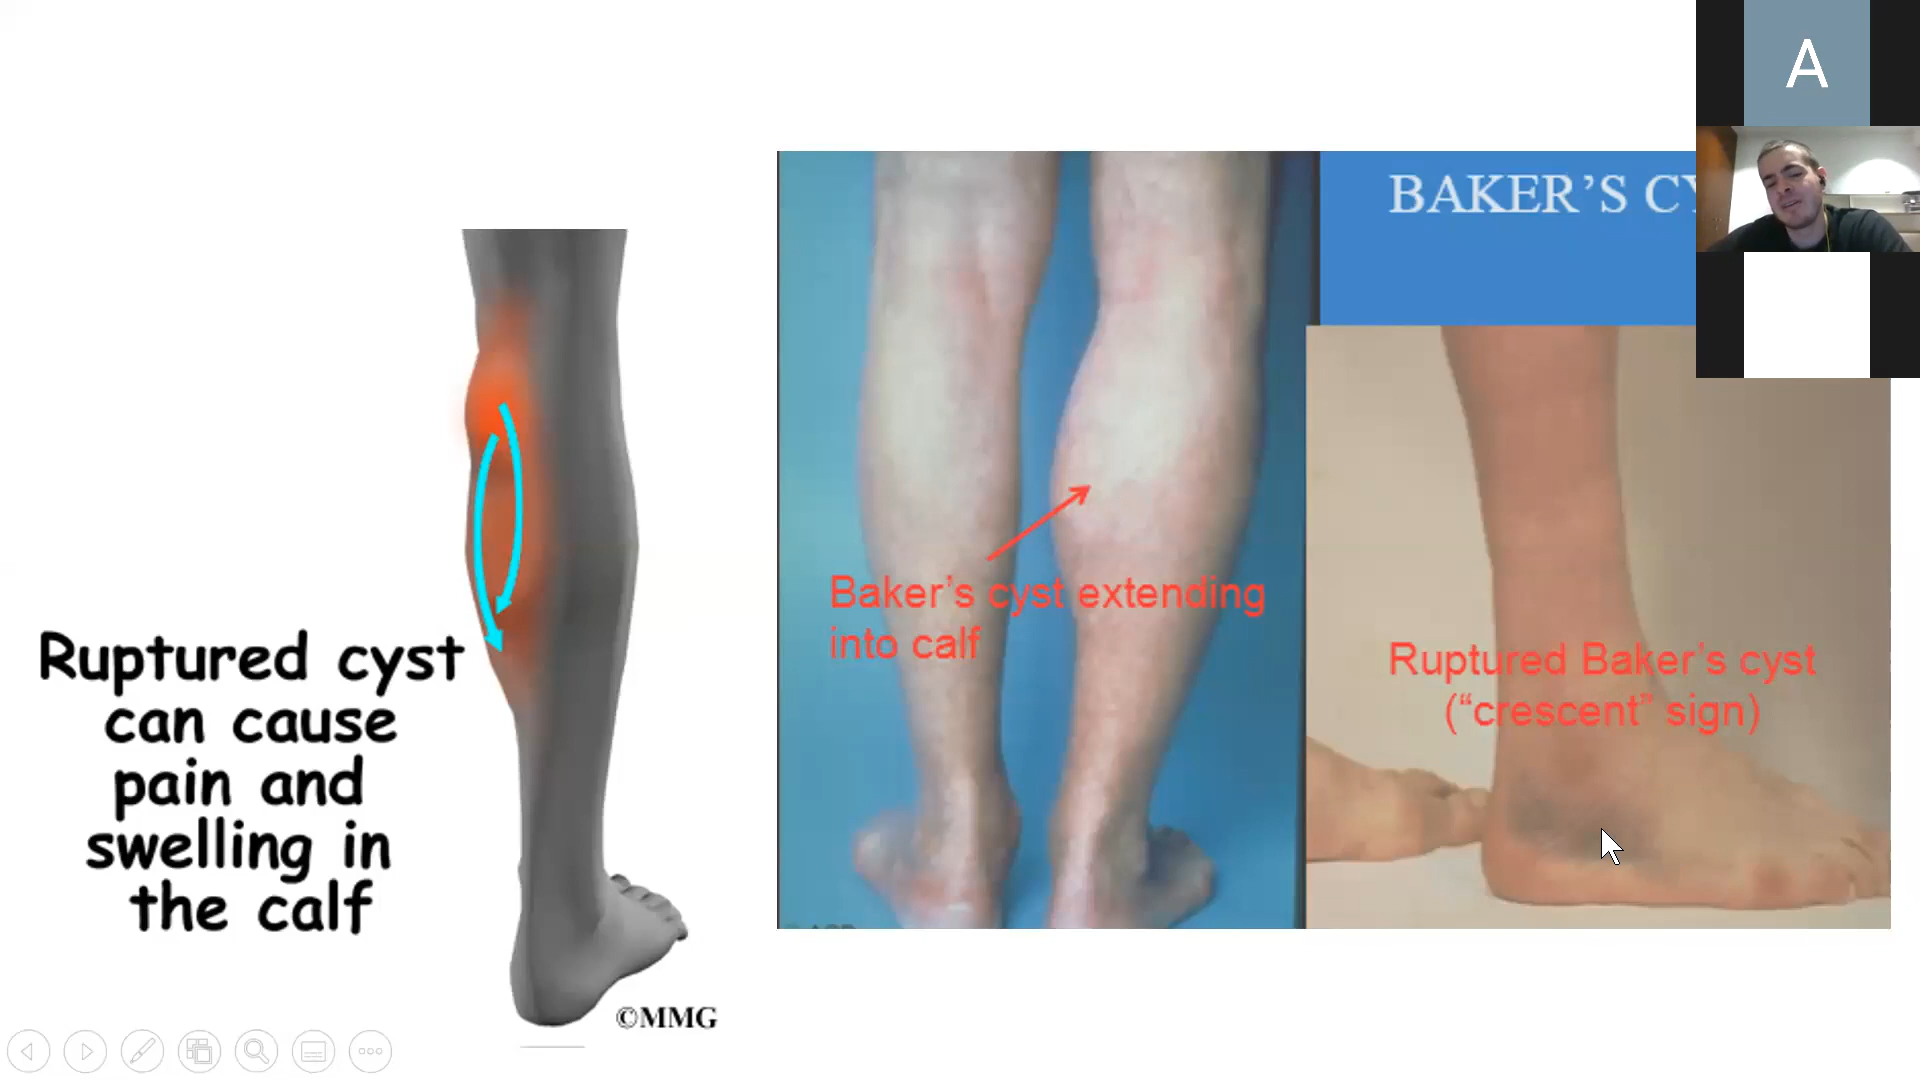 A
BAKER'S CY
Baker's cyst extending
into calf
Ruptured Baker's cyst
("crescent" sign)
Ruptured cyst
can cause
pain and
swelling in
the calf
©MMG